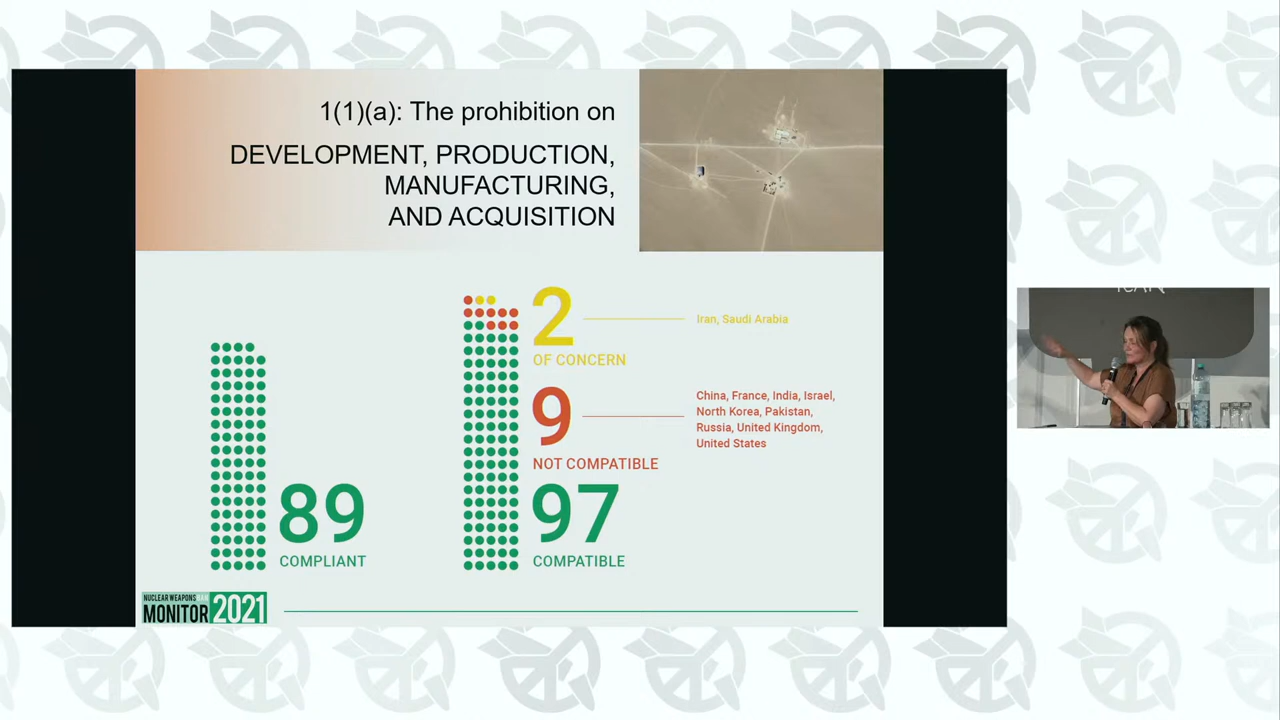 1(1)(a): The prohibition on
DEVELOPMENT, PRODUCTION,
MANUFACTURING,
AND ACQUISITION
2
OF CONCERN
Iran, Saudi Arabia
9
NOT COMPATIBLE
China, France, India, Israel,
North Korea, Pakistan,
Russia, United Kingdom,
United States
89
COMPLIANT
97
COMPATIBLE
NUCLEAR WEAPONS BAN
MONITOR 2021